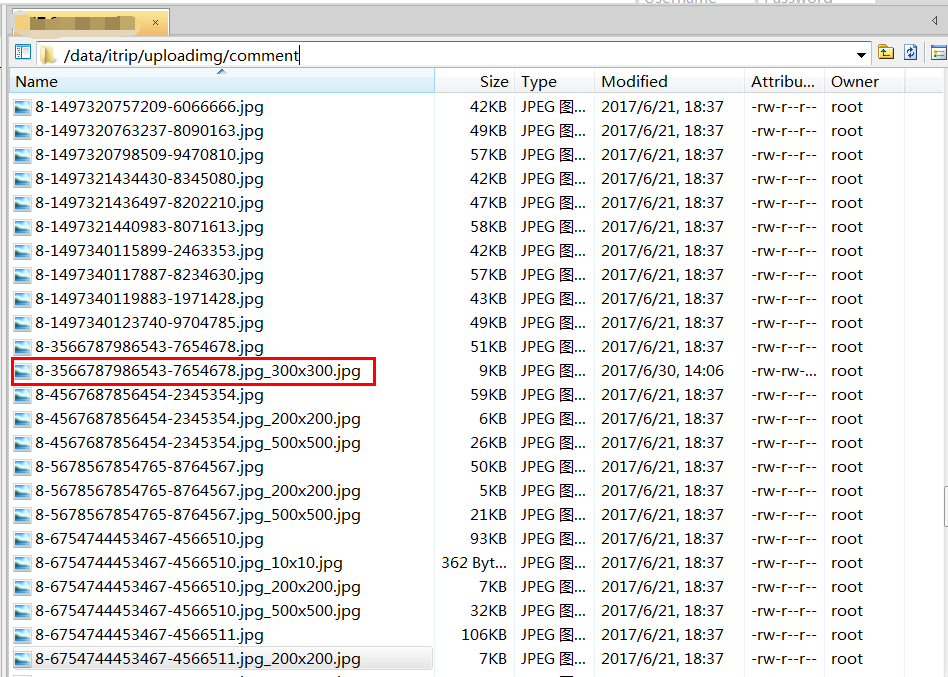 /data/itrip/uploadimg/comment
Name Size Type Modified Attribu... Owner
8-1497320757209-6066666.jpg 42KB JPEG 图... 2017/6/21, 18:37 -rw-r--r-- root
8-1497320763237-8090163.jpg 49KB JPEG 图... 2017/6/21, 18:37 -rw-r--r-- root
8-1497320798509-9470810.jpg 57KB JPEG 图... 2017/6/21, 18:37 -rw-r--r-- root
8-1497321434430-8345080.jpg 42KB JPEG 图... 2017/6/21, 18:37 -rw-r--r-- root
8-1497321436497-8202210.jpg 47KB JPEG 图... 2017/6/21, 18:37 -rw-r--r-- root
8-1497321440983-8071613.jpg 58KB JPEG 图... 2017/6/21, 18:37 -rw-r--r-- root
8-1497340115899-2463353.jpg 42KB JPEG 图... 2017/6/21, 18:37 -rw-r--r-- root
8-1497340117887-8234630.jpg 57KB JPEG 图... 2017/6/21, 18:37 -rw-r--r-- root
8-1497340119883-1971428.jpg 43KB JPEG 图... 2017/6/21, 18:37 -rw-r--r-- root
8-1497340123740-9704785.jpg 49KB JPEG 图... 2017/6/21, 18:37 -rw-r--r-- root
8-3566787986543-7654678.jpg 51KB JPEG 图... 2017/6/21, 18:37 -rw-r--r-- root
8-3566787986543-7654678.jpg_300x300.jpg 9KB JPEG 图... 2017/6/30, 14:06 -rw-rw-... root
8-4567687856454-2345354.jpg 59KB JPEG 图... 2017/6/21, 18:37 -rw-r--r-- root
8-4567687856454-2345354.jpg_200x200.jpg 6KB JPEG 图... 2017/6/21, 18:37 -rw-r--r-- root
8-4567687856454-2345354.jpg_500x500.jpg 26KB JPEG 图... 2017/6/21, 18:37 -rw-r--r-- root
8-5678567854765-8764567.jpg 50KB JPEG 图... 2017/6/21, 18:37 -rw-r--r-- root
8-5678567854765-8764567.jpg_200x200.jpg 5KB JPEG 图... 2017/6/21, 18:37 -rw-r--r-- root
8-5678567854765-8764567.jpg_500x500.jpg 21KB JPEG 图... 2017/6/21, 18:37 -rw-r--r-- root
8-6754744453467-4566510.jpg 93KB JPEG 图... 2017/6/21, 18:37 -rw-r--r-- root
8-6754744453467-4566510.jpg_10x10.jpg 362 Byt... JPEG 图... 2017/6/21, 18:37 -rw-r--r-- root
8-6754744453467-4566510.jpg_200x200.jpg 7KB JPEG 图... 2017/6/21, 18:37 -rw-r--r-- root
8-6754744453467-4566510.jpg_500x500.jpg 32KB JPEG 图... 2017/6/21, 18:37 -rw-r--r-- root
8-6754744453467-4566511.jpg 106KB JPEG 图... 2017/6/21, 18:37 -rw-r--r-- root
8-6754744453467-4566511.jpg_200x200.jpg 7KB JPEG 图... 2017/6/21, 18:37 -rw-r--r-- root